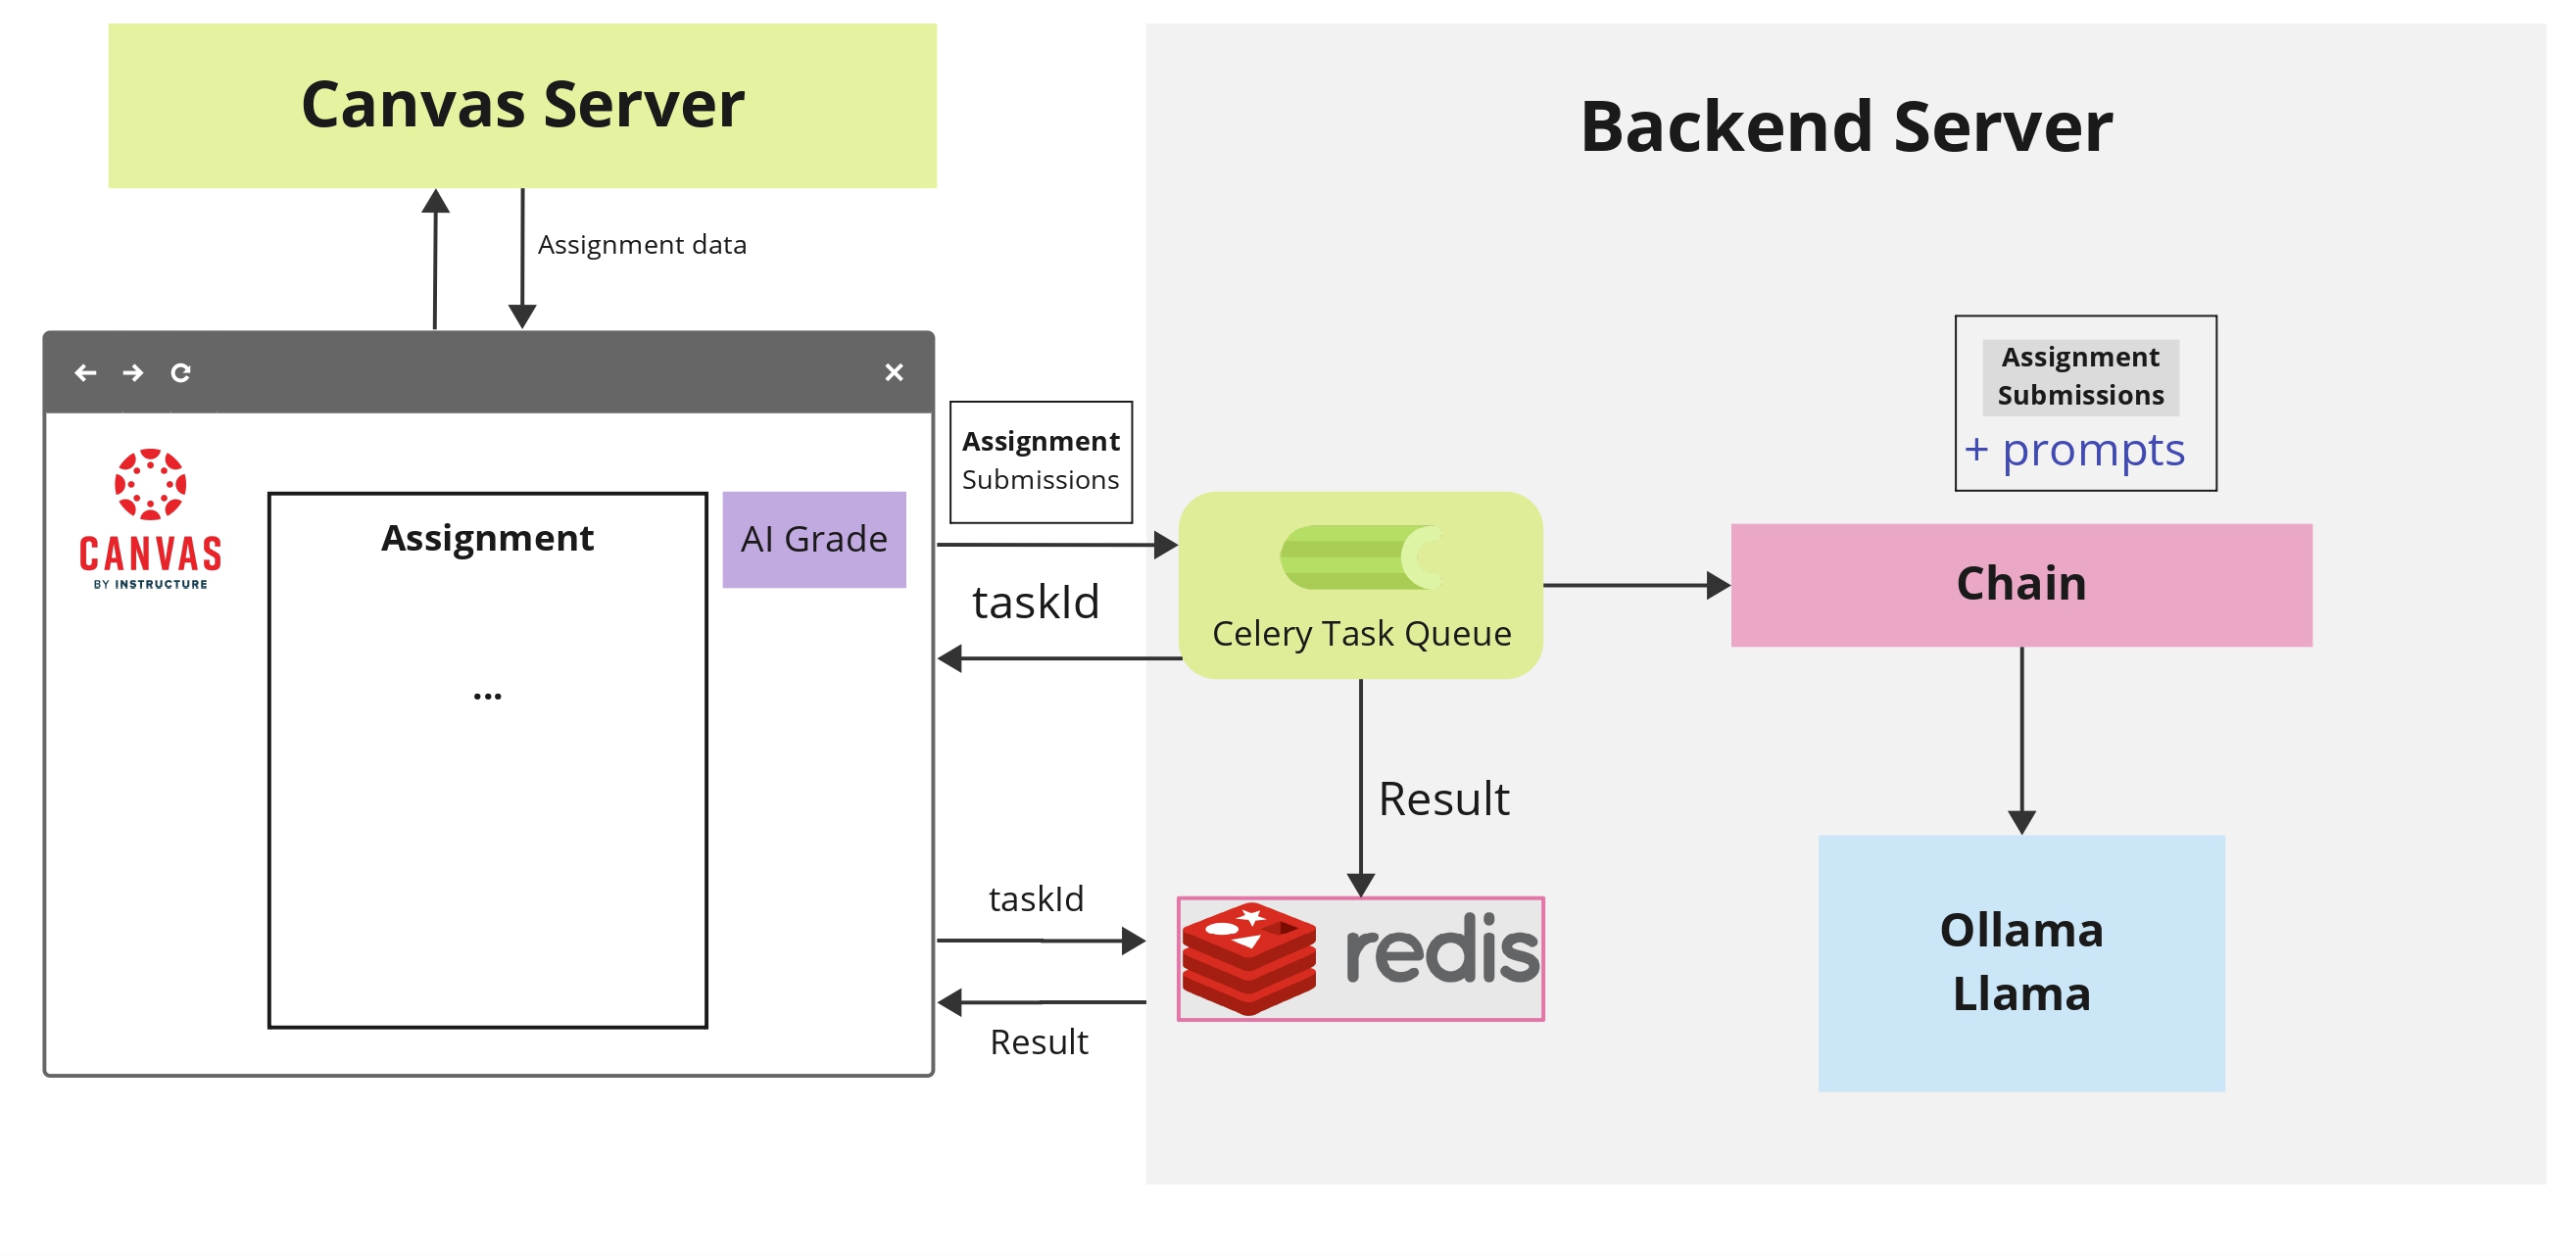 Canvas Server
Backend Server
Assignment data
CANVAS
BY INSTRUCTURE
Assignment
...
AI Grade
Assignment
Submissions
taskId
Celery Task Queue
Assignment
Submissions
+ prompts
Chain
Result
taskId
redis
Result
Ollama
Llama